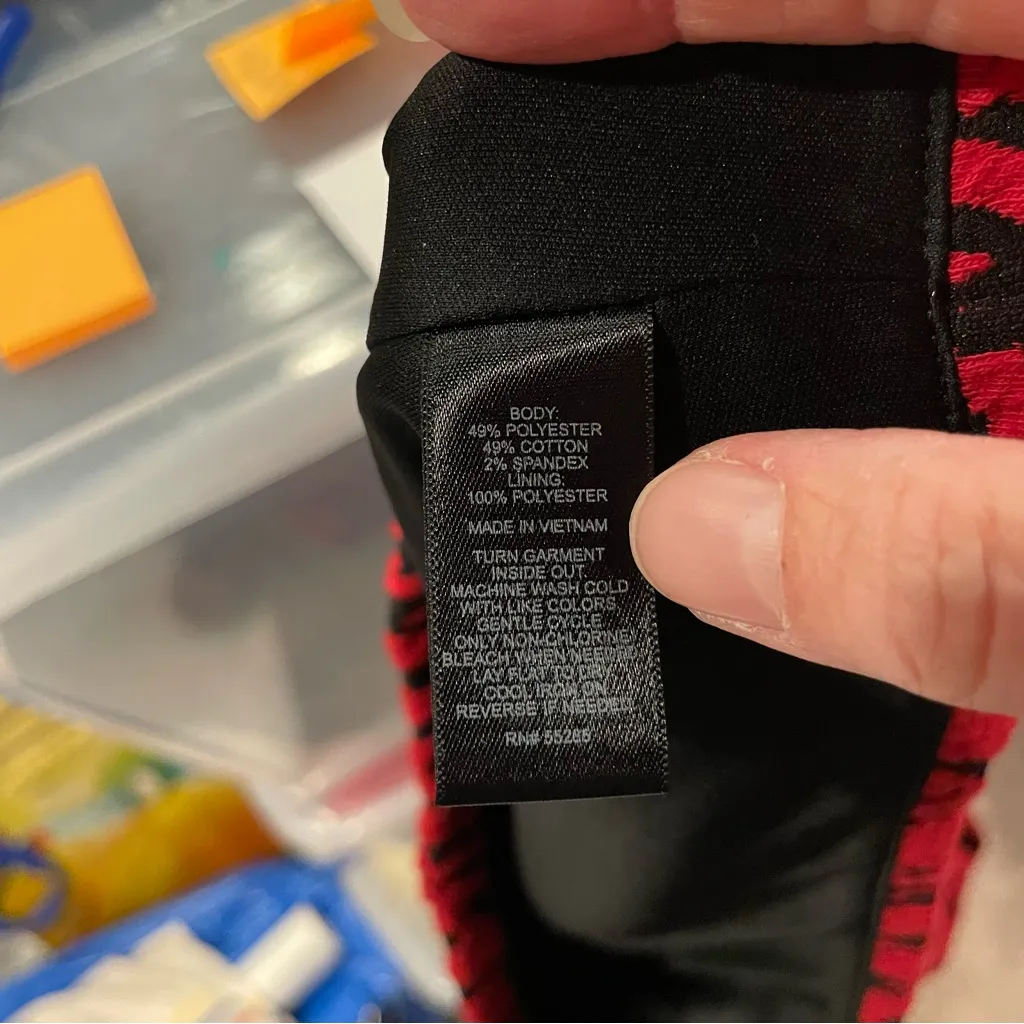 BODY:
49% POLYESTER
49% COTTON
2% SPANDEX
LINING:
100% POLYESTER
MADE IN VIETNAM
TURN GARMENT
INSIDE OUT
MACHINE WASH COLD
WITH LIKE COLORS
GENTLE CYCLE
ONLY NON-CHLORINE
BLEACH WHEN NEEDED
LAY FLAT TO DRY
COOL IRON ON
REVERSE IF NEEDED
RN#